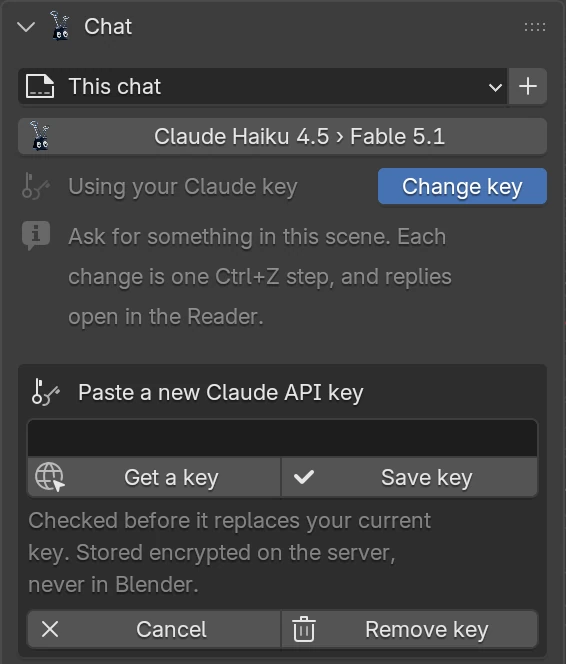 Chat
This chat
Claude Haiku 4.5 › Fable 5.1
Using your Claude key
Change key
Ask for something in this scene. Each
change is one Ctrl+Z step, and replies
open in the Reader.
Paste a new Claude API key
Get a key
Save key
Checked before it replaces your current
key. Stored encrypted on the server,
never in Blender.
Cancel
Remove key